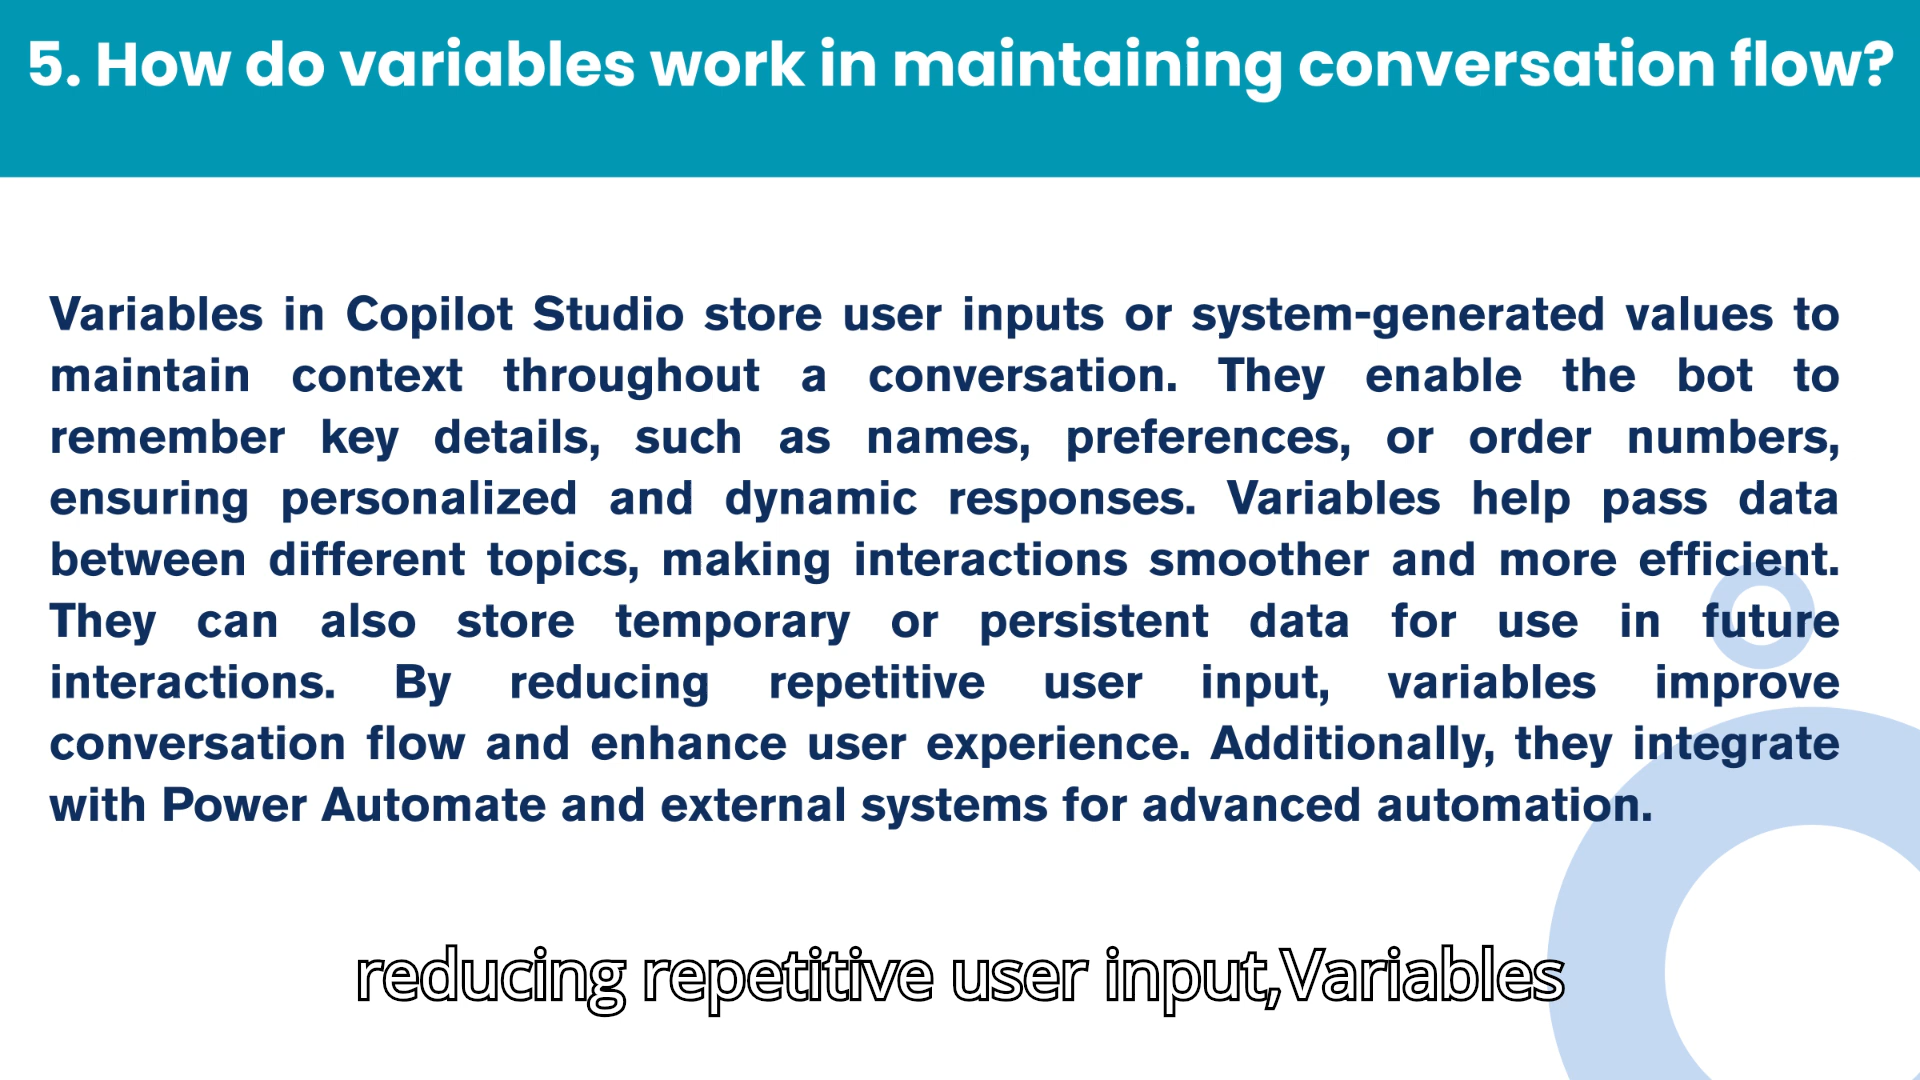 5. How do variables work in maintaining conversation flow?
Variables in Copilot Studio store user inputs or system-generated values to
maintain context throughout a conversation. They enable the bot to
remember key details, such as names, preferences, or order numbers,
ensuring personalized and dynamic responses. Variables help pass data
between different topics, making interactions smoother and more efficient.
They can also store temporary or persistent data for use in future
interactions. By reducing repetitive user input, variables improve
conversation flow and enhance user experience. Additionally, they integrate
with Power Automate and external systems for advanced automation.
reducing repetitive user input,Variables